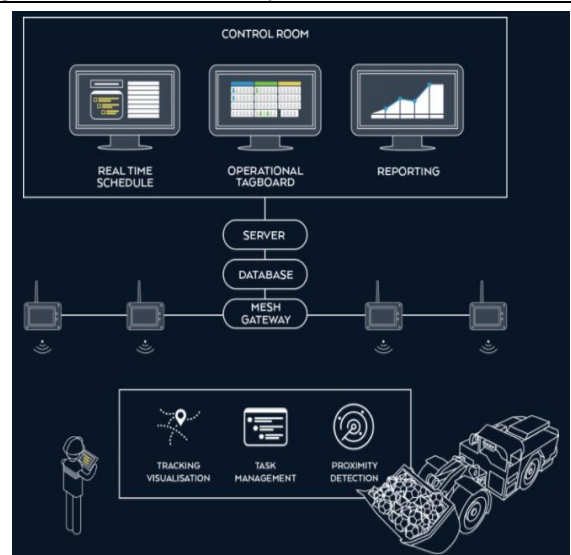 CONTROL ROOM
REAL TIME
SCHEDULE
OPERATIONAL
TAGBOARD
REPORTING
SERVER
DATABASE
MESH
GATEWAY
TRACKING
VISUALISATION
TASK
MANAGEMENT
PROXIMITY
DETECTION